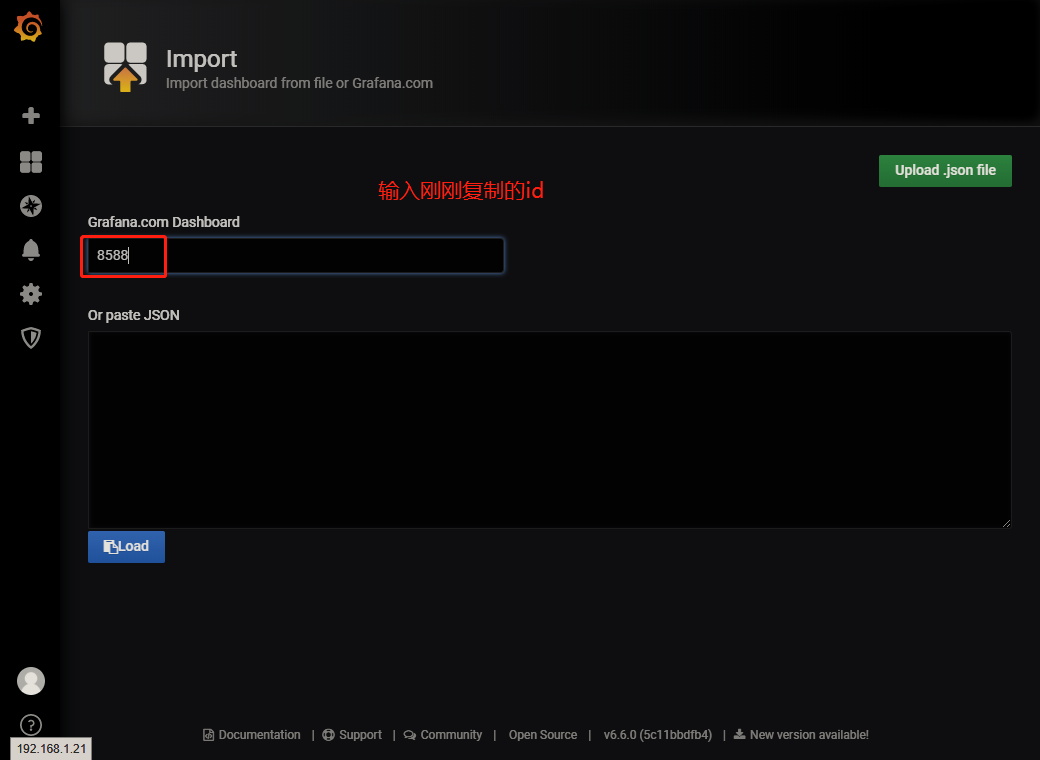 Import
Import dashboard from file or Grafana.com
Upload .json file
输入刚刚复制的id
Grafana.com Dashboard
8588
Or paste JSON
Load
Documentation | Support | Community | Open Source | v6.6.0 (5c11bbdfb4) | New version available!
192.168.1.21